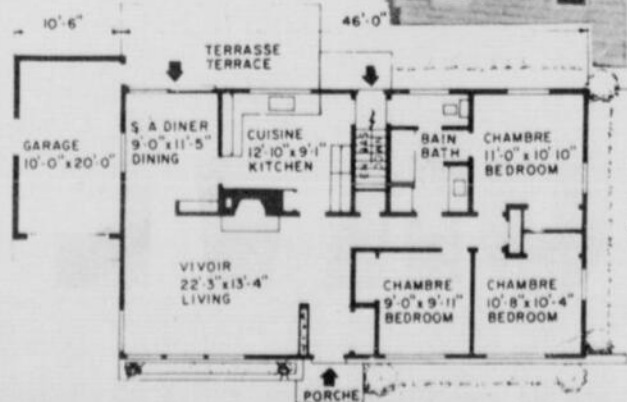 10'-6"
46'-0"
TERRASSE
TERRACE
GARAGE
10'-0"x20'-0"
S A DINER
9'-0"x11'-5"
DINING
CUISINE
12'-10"x9'-1"
KITCHEN
BAIN
BATH
CHAMBRE
11'-0"x10'10"
BEDROOM
VIVOIR
22'-3"x13'-4"
LIVING
CHAMBRE
9'-0"x9'-11"
BEDROOM
CHAMBRE
10'-8"x10'-4"
BEDROOM
PORCHE